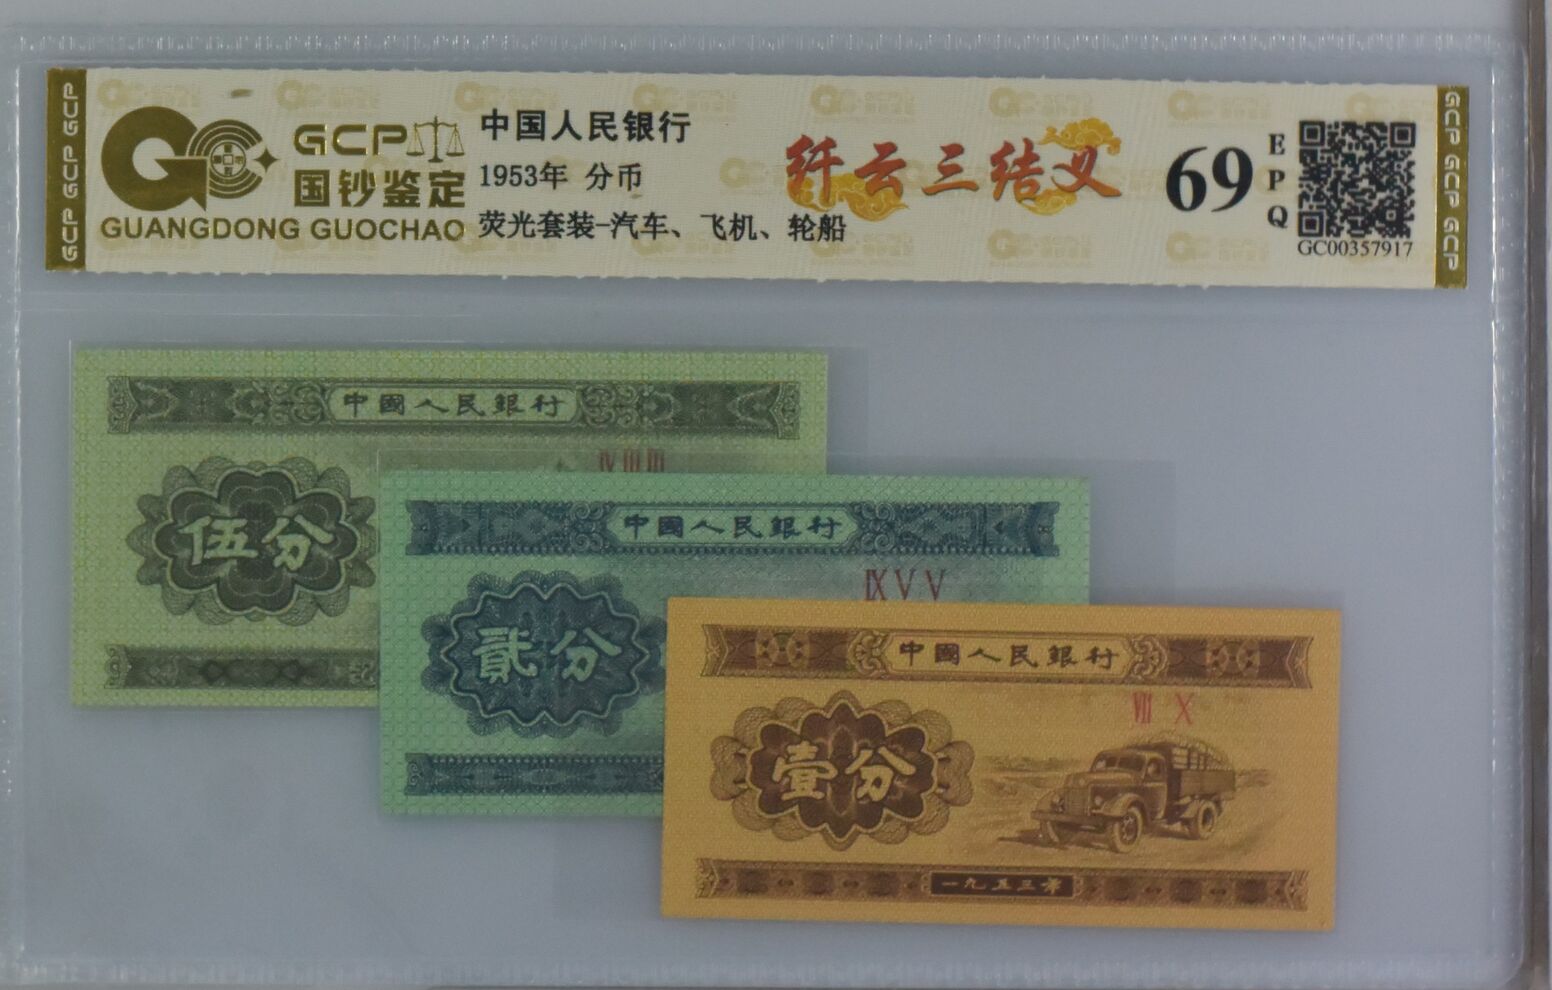 GCP GCP GCP
GCP
国钞鉴定
GUANGDONG GUOCHAO
中国人民银行
1953年 分币
荧光套装-汽车、飞机、轮船
纤云三结义
69
EPQ
GC00357917
GCP GCP GCP
中國人民銀行
ⅣⅢⅢ
伍分
中國人民銀行
Ⅸ Ⅴ Ⅴ
貳分
中國人民銀行
Ⅶ Ⅹ
壹分
一九五三年